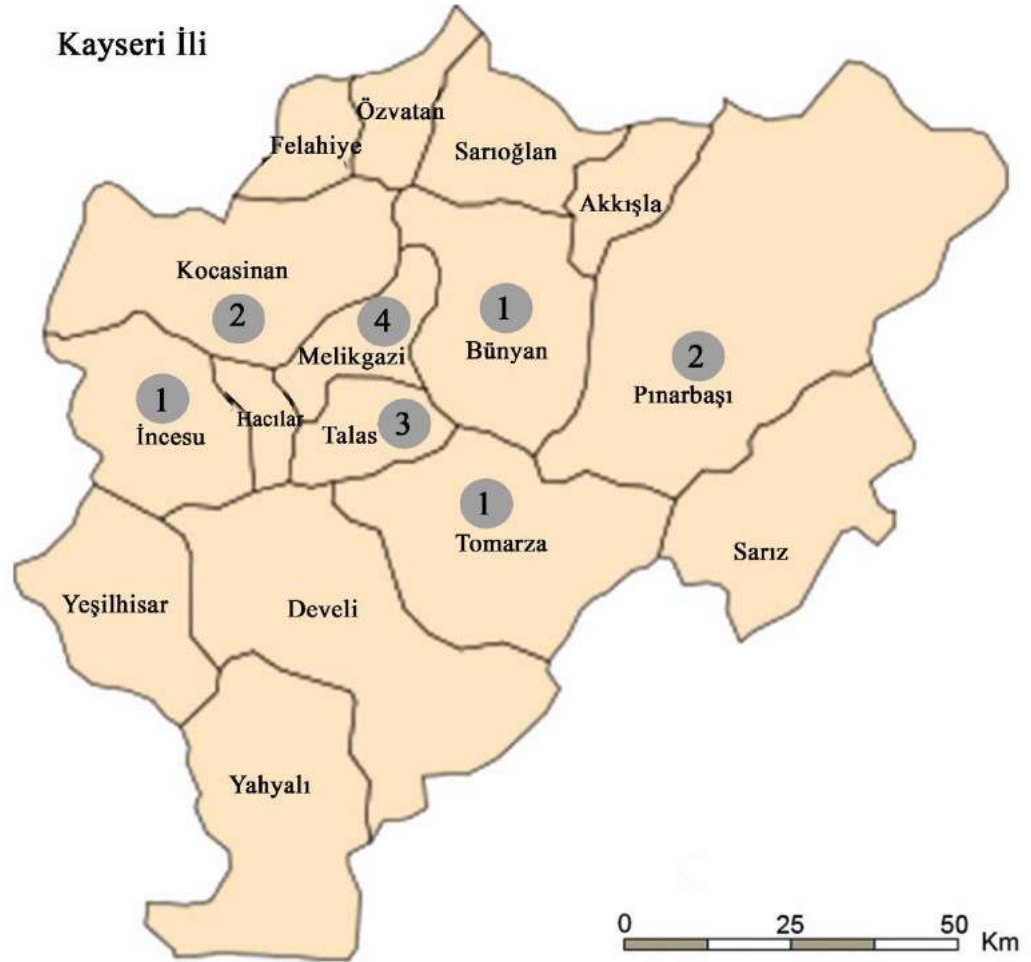 Kayseri İli
Özvatan
Felahiye
Sarıoğlan
Akkışla
Kocasinan
2
4
Melikgazi
1
Bünyan
2
Pınarbaşı
1
İncesu
Hacılar
Talas 3
1
Tomarza
Sarız
Yeşilhisar
Develi
Yahyalı
0 25 50
Km